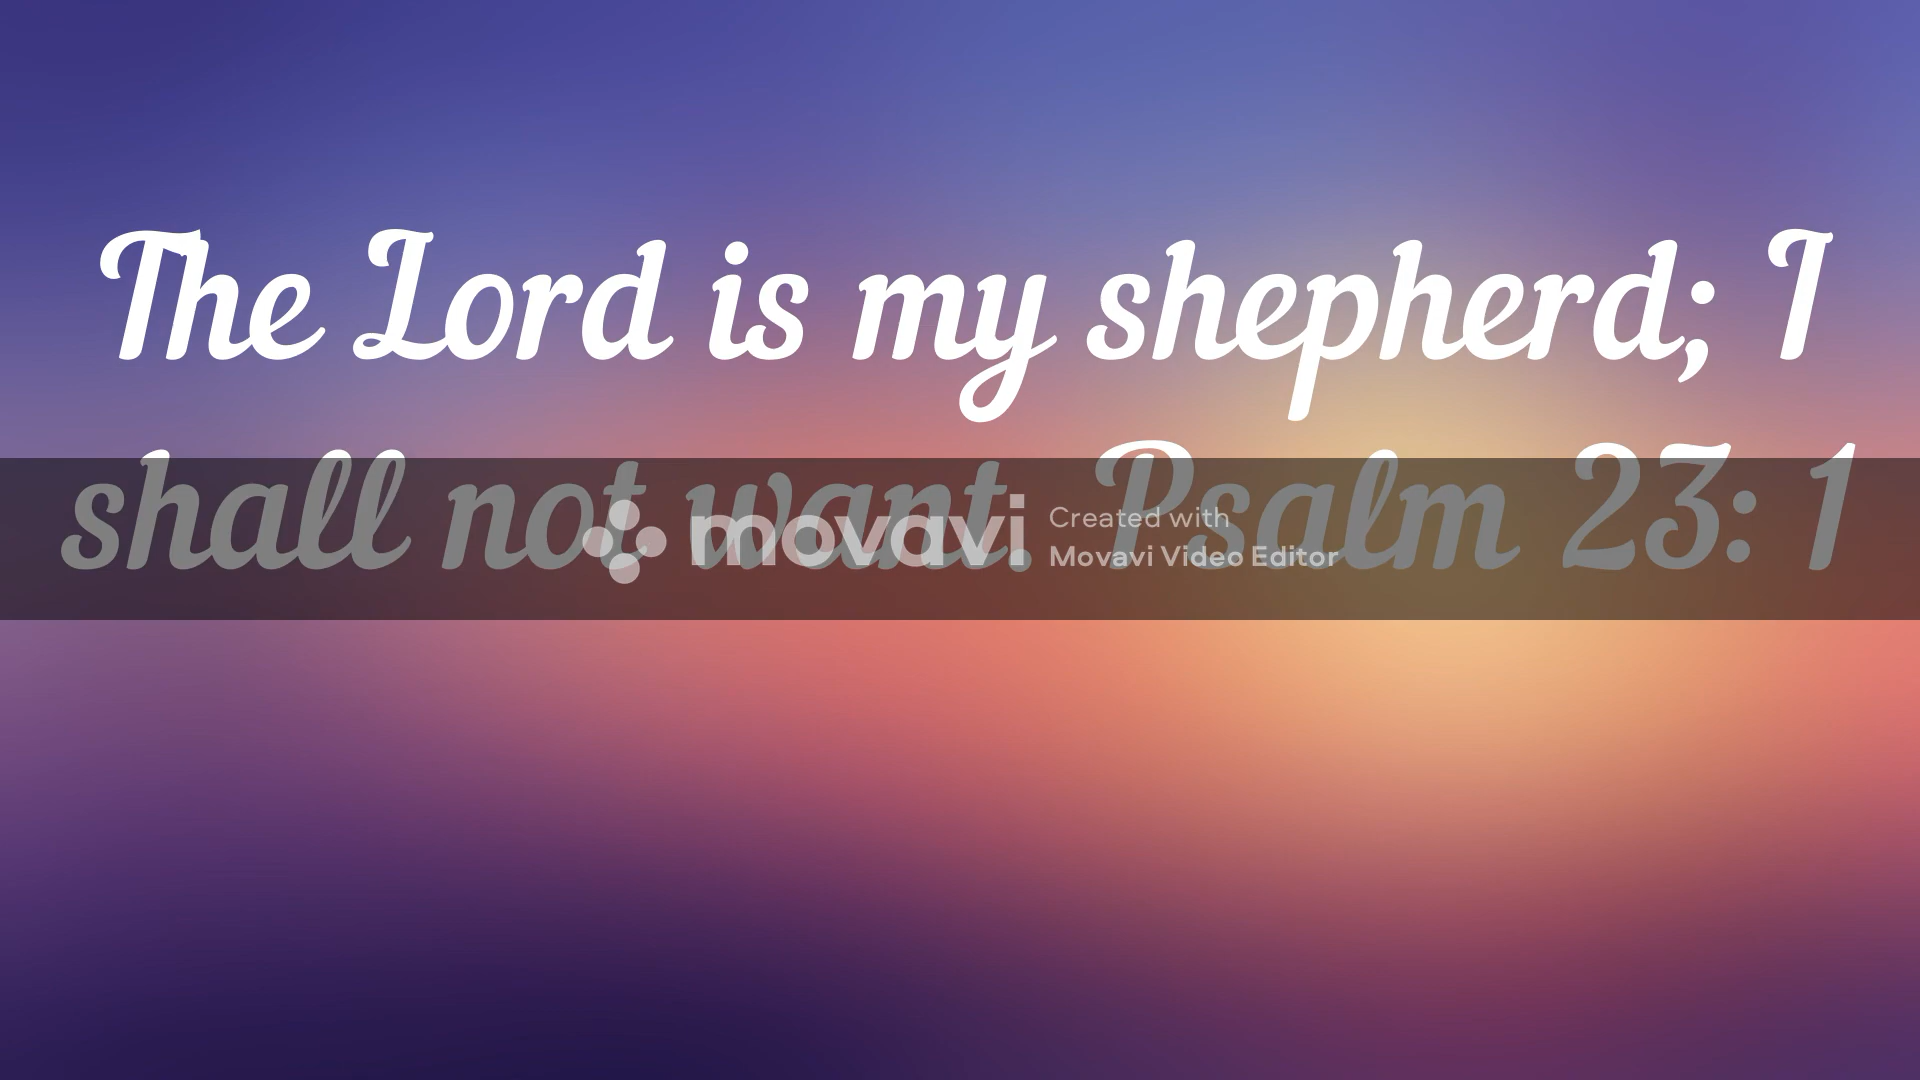 The Lord is my shepherd; I
shall not want. Psalm 23: 1
movavi
Created with
Movavi Video Editor